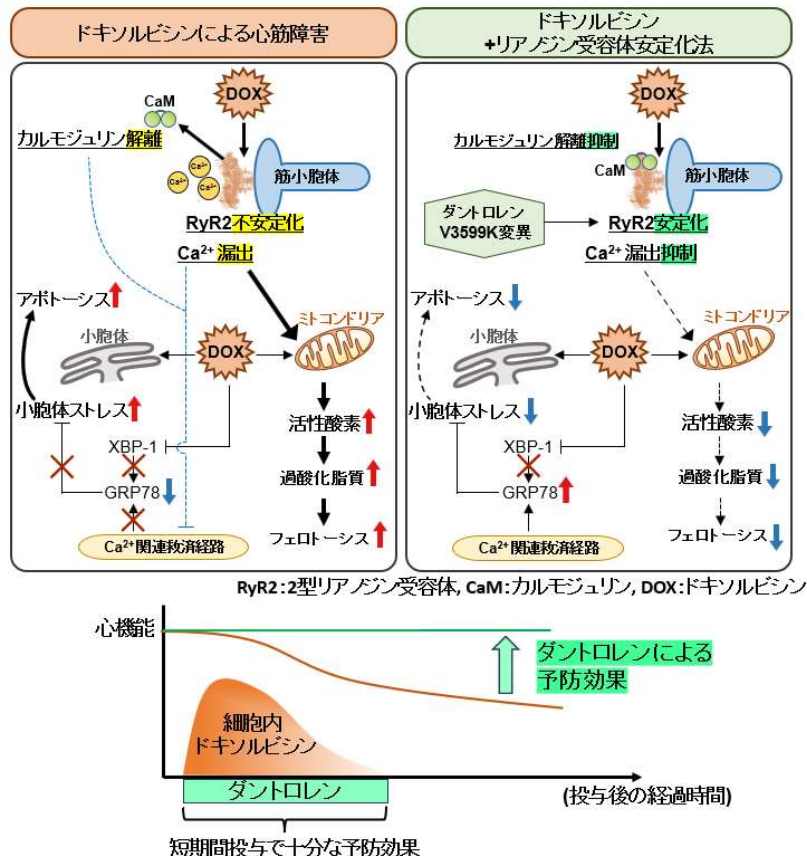 ドキソルビシンによる心筋障害
DOX
CaM
カルモジュリン解離
Ca²⁺
Ca²⁺
Ca²⁺
筋小胞体
RyR2不安定化
Ca²⁺漏出
アポトーシス
小胞体
DOX
ミトコンドリア
小胞体ストレス
活性酸素
XBP-1
過酸化脂質
GRP78
フェロトーシス
Ca²⁺関連救済経路
ドキソルビシン
+リアノジン受容体安定化法
DOX
カルモジュリン解離抑制
CaM
筋小胞体
ダントロレン
V3599K変異
RyR2安定化
Ca²⁺漏出抑制
アポトーシス
小胞体
DOX
ミトコンドリア
小胞体ストレス
活性酸素
XBP-1
過酸化脂質
GRP78
フェロトーシス
Ca²⁺関連救済経路
RyR2:2型リアノジン受容体, CaM:カルモジュリン, DOX:ドキソルビシン
心機能
ダントロレンによる
予防効果
細胞内
ドキソルビシン
ダントロレン
(投与後の経過時間)
短期間投与で十分な予防効果